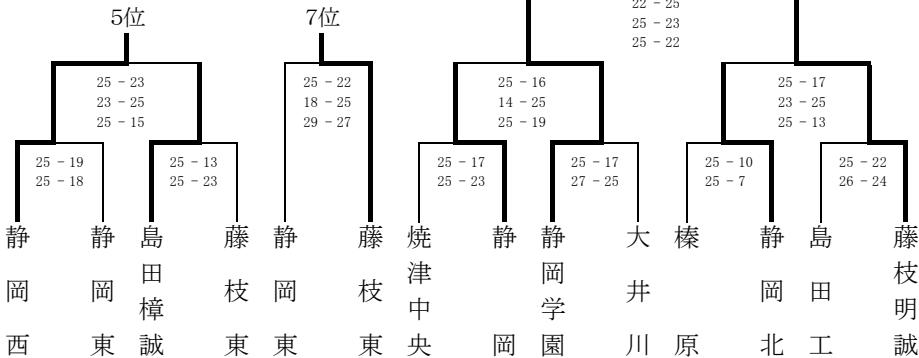 22 - 25
25 - 23
25 - 22
5位
7位
25 - 23
23 - 25
25 - 15
25 - 22
18 - 25
29 - 27
25 - 16
14 - 25
25 - 19
25 - 17
23 - 25
25 - 13
25 - 19
25 - 18
25 - 13
25 - 23
25 - 17
25 - 23
25 - 17
27 - 25
25 - 10
25 - 7
25 - 22
26 - 24
静岡西
静岡東
島田樟誠
藤枝東
静岡東
藤枝東
焼津中央
静岡
静岡学園
大井川
榛原
静岡北
島田工
藤枝明誠